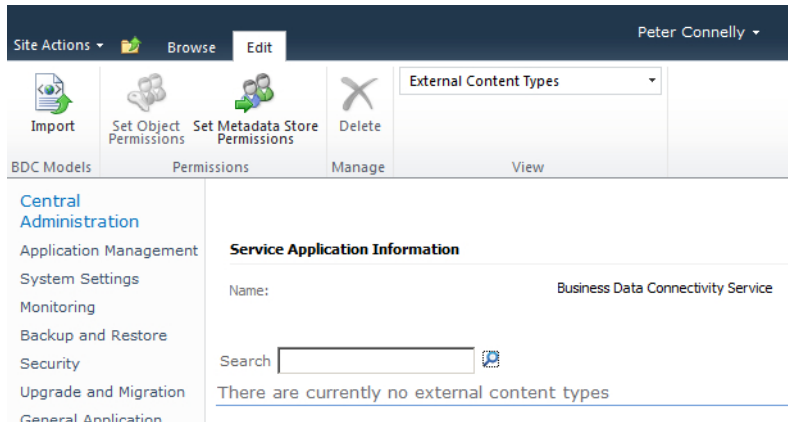 Peter Connelly
Site Actions Browse Edit
External Content Types
Import Set Object Permissions Set Metadata Store Permissions Delete
BDC Models Permissions Manage View
Central Administration
Application Management
System Settings
Monitoring
Backup and Restore
Security
Upgrade and Migration
General Application
Service Application Information
Name: Business Data Connectivity Service
Search
There are currently no external content types